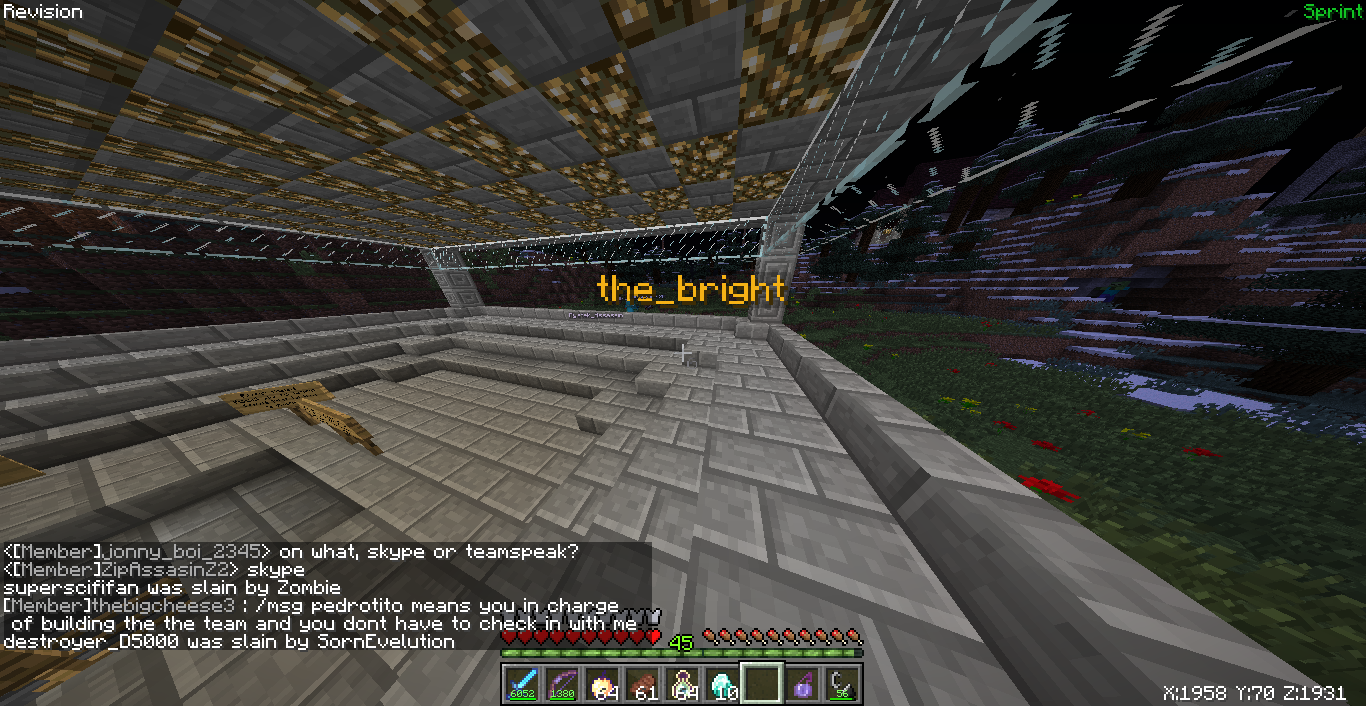 Revision
Sprint
the_bright
<[Member]jonny_boi_2345> on what, skype or teamspeak?
<[Member]ZipAssasinZ2> skype
superscififan was slain by Zombie
[Member]thebigcheese3 : /msg pedrotito means you in charge
of building the the team and you dont have to check in with me
destroyer_D5000 was slain by SornEvelution
45
6052 1380 64 61 64 10 56
X:1958 Y:70 Z:1931